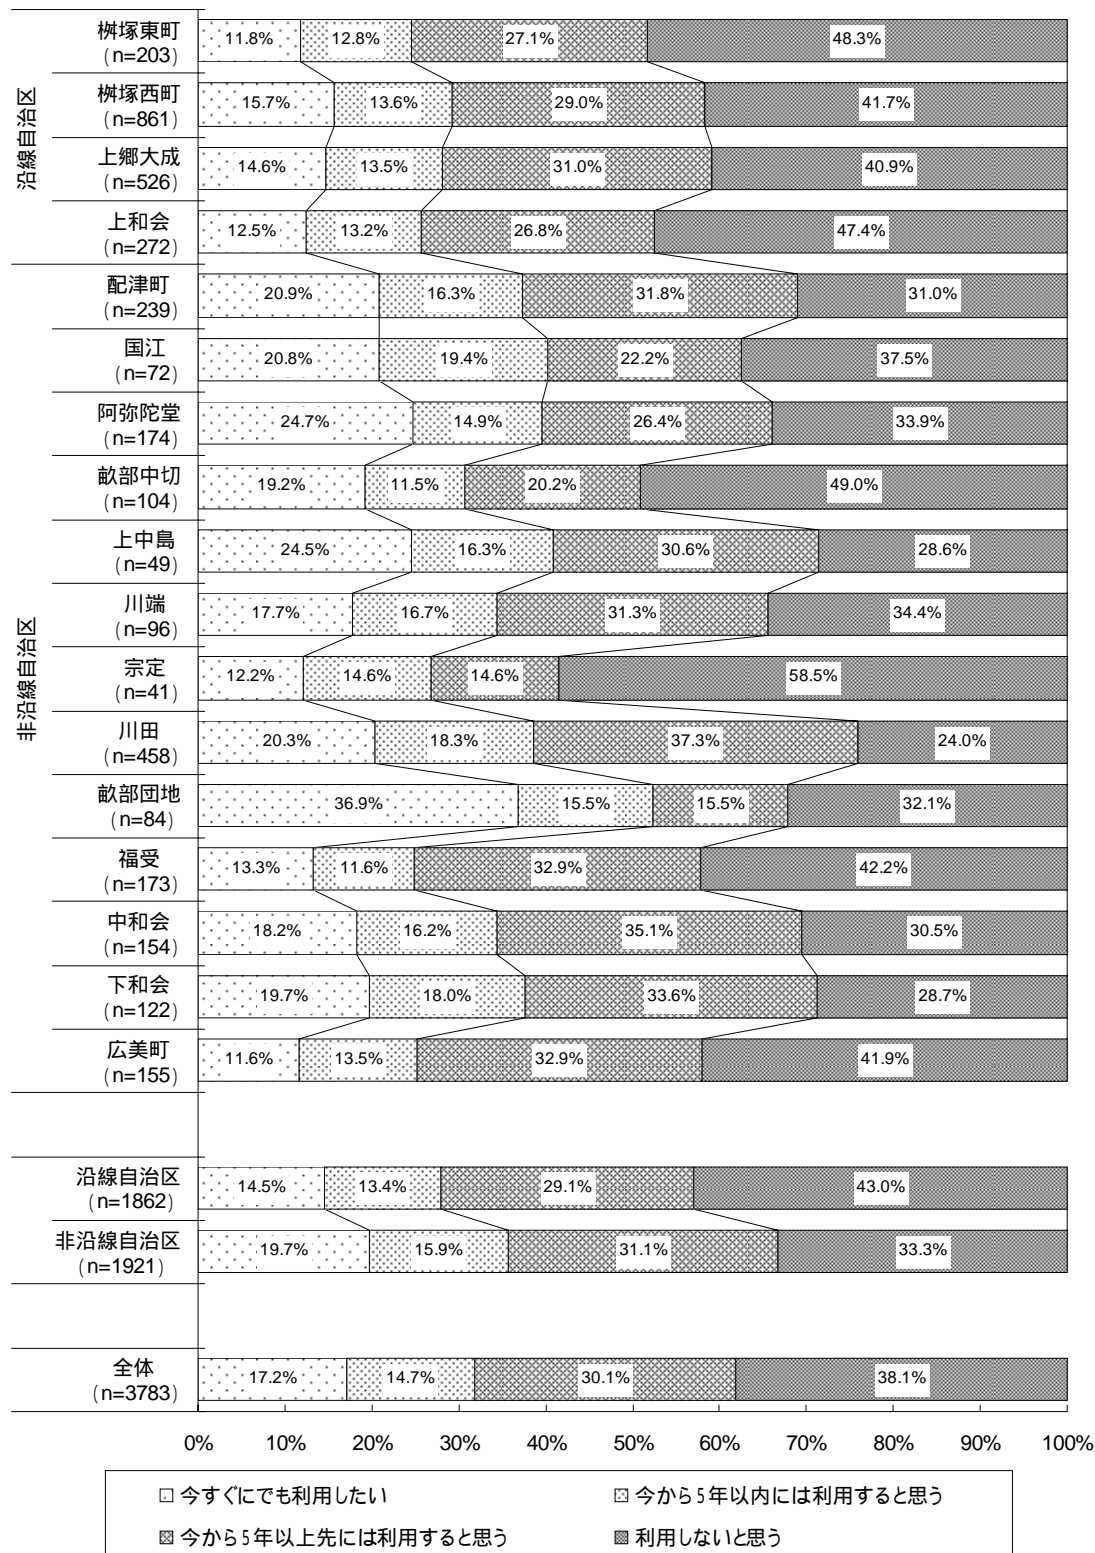 沿線自治区
桝塚東町
(n=203)
11.8% 12.8% 27.1% 48.3%
桝塚西町
(n=861)
15.7% 13.6% 29.0% 41.7%
上郷大成
(n=526)
14.6% 13.5% 31.0% 40.9%
上和会
(n=272)
12.5% 13.2% 26.8% 47.4%
非沿線自治区
配津町
(n=239)
20.9% 16.3% 31.8% 31.0%
国江
(n=72)
20.8% 19.4% 22.2% 37.5%
阿弥陀堂
(n=174)
24.7% 14.9% 26.4% 33.9%
畝部中切
(n=104)
19.2% 11.5% 20.2% 49.0%
上中島
(n=49)
24.5% 16.3% 30.6% 28.6%
川端
(n=96)
17.7% 16.7% 31.3% 34.4%
宗定
(n=41)
12.2% 14.6% 14.6% 58.5%
川田
(n=458)
20.3% 18.3% 37.3% 24.0%
畝部団地
(n=84)
36.9% 15.5% 15.5% 32.1%
福受
(n=173)
13.3% 11.6% 32.9% 42.2%
中和会
(n=154)
18.2% 16.2% 35.1% 30.5%
下和会
(n=122)
19.7% 18.0% 33.6% 28.7%
広美町
(n=155)
11.6% 13.5% 32.9% 41.9%
沿線自治区
(n=1862)
14.5% 13.4% 29.1% 43.0%
非沿線自治区
(n=1921)
19.7% 15.9% 31.1% 33.3%
全体
(n=3783)
17.2% 14.7% 30.1% 38.1%
0% 10% 20% 30% 40% 50% 60% 70% 80% 90% 100%
今すぐにでも利用したい 今から5年以内には利用すると思う
今から5年以上先には利用すると思う 利用しないと思う